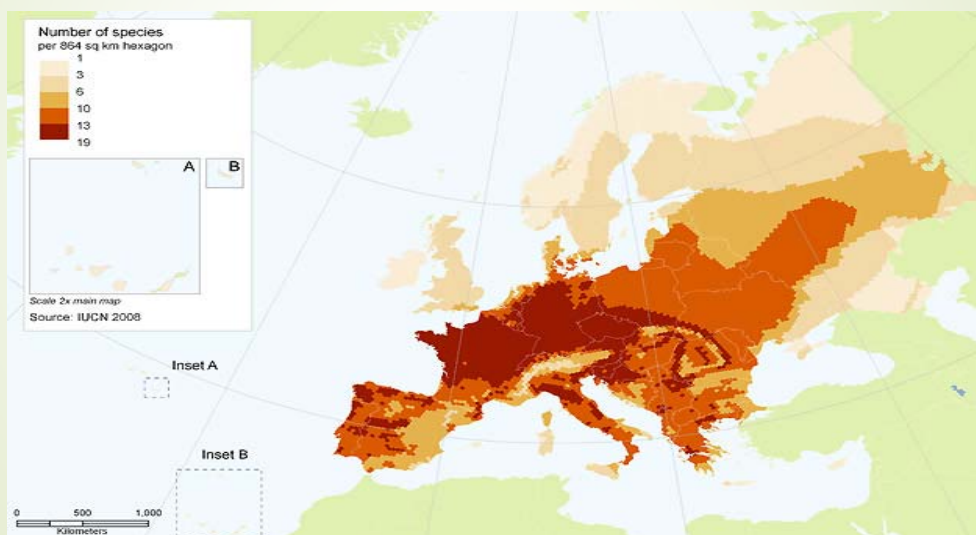 Number of species
per 864 sq km hexagon
1
3
6
10
13
19
A
B
Scale 2x main map
Source: IUCN 2008
Inset A
Inset B
0 500 1,000
Kilometers